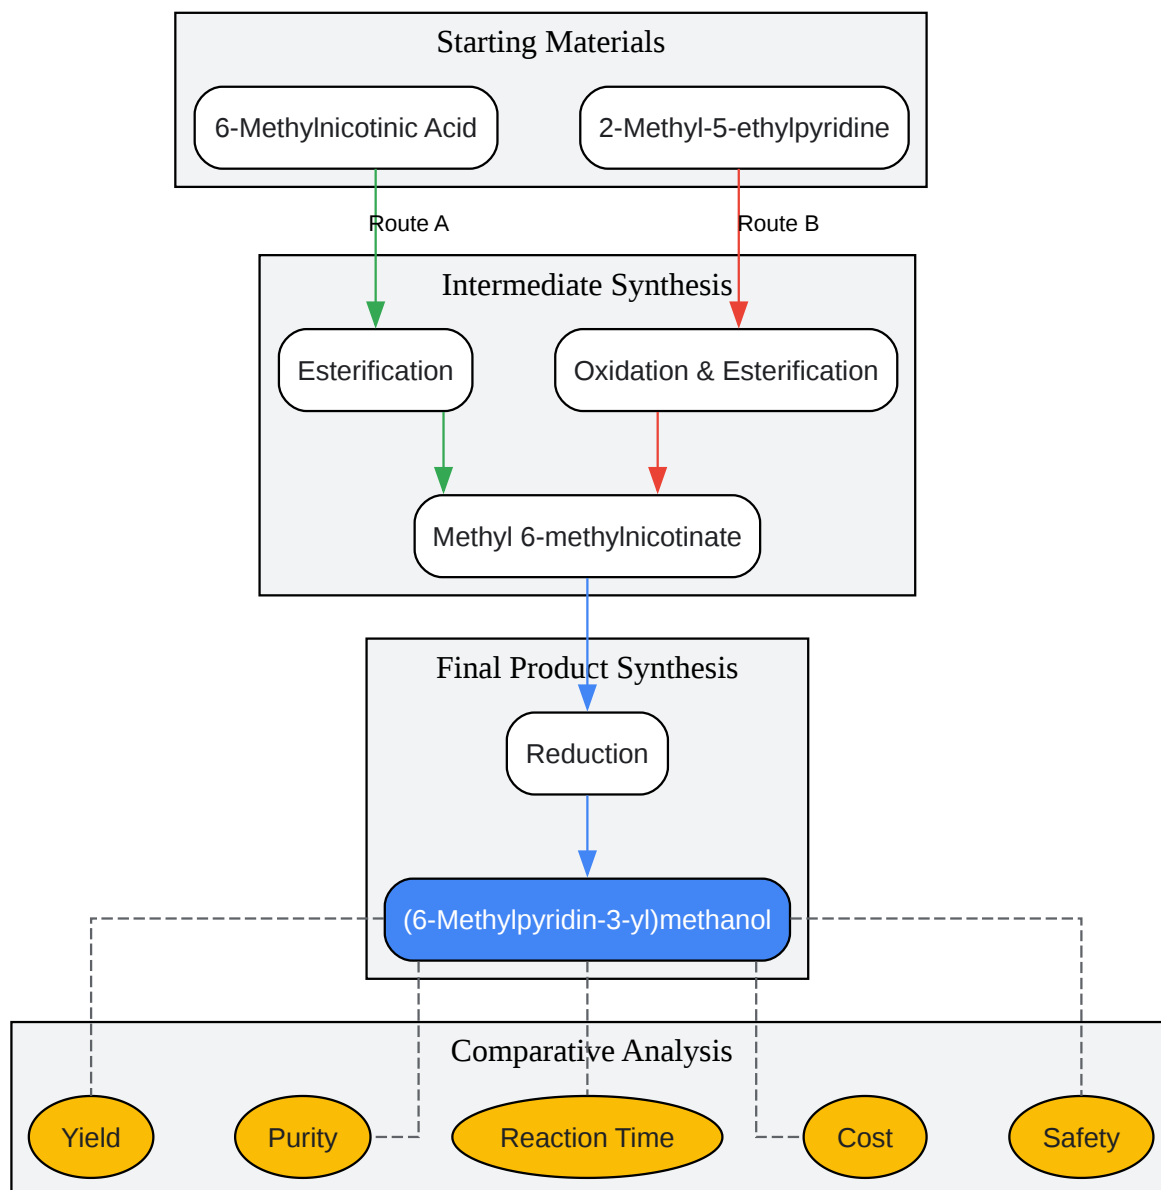 Starting Materials
6-Methylnicotinic Acid
2-Methyl-5-ethylpyridine
Route A
Route B
Intermediate Synthesis
Esterification
Oxidation & Esterification
Methyl 6-methylnicotinate
Final Product Synthesis
Reduction
(6-Methylpyridin-3-yl)methanol
Comparative Analysis
Yield
Purity
Reaction Time
Cost
Safety